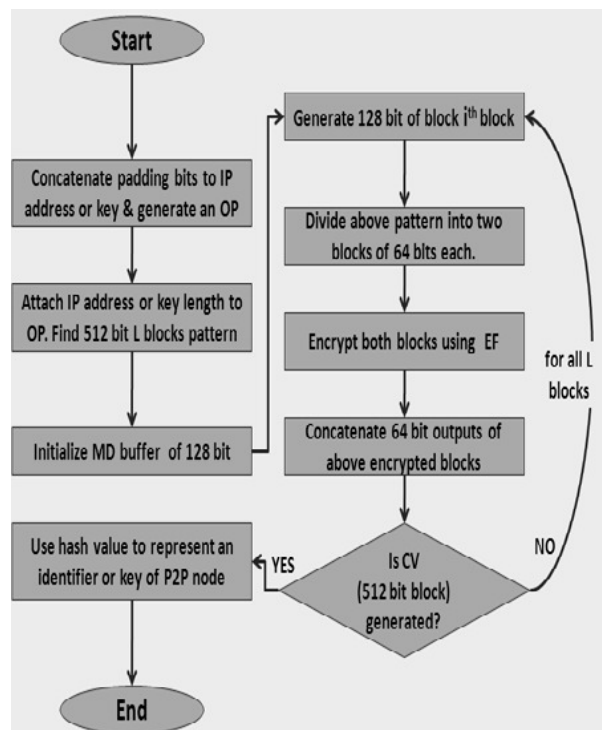 Start
Concatenate padding bits to IP
address or key & generate an OP
Attach IP address or key length to
OP. Find 512 bit L blocks pattern
Initialize MD buffer of 128 bit
Generate 128 bit of block iᵗʰ block
Divide above pattern into two
blocks of 64 bits each.
Encrypt both blocks using EF
Concatenate 64 bit outputs of
above encrypted blocks
for all L
blocks
Is CV
(512 bit block)
generated?
NO
YES
Use hash value to represent an
identifier or key of P2P node
End